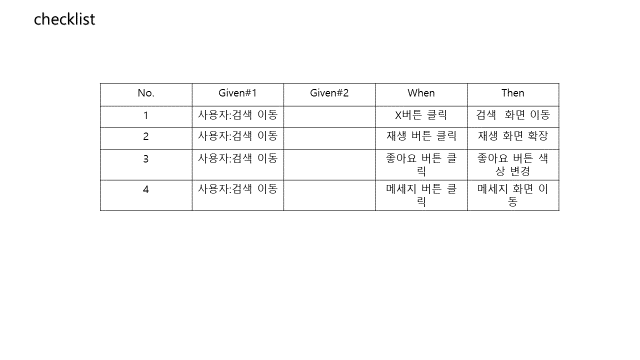 checklist
No. Given#1 Given#2 When Then
1 사용자:검색 이동 X버튼 클릭 검색 화면 이동
2 사용자:검색 이동 재생 버튼 클릭 재생 화면 확장
3 사용자:검색 이동 좋아요 버튼 클 좋아요 버튼 색
릭 상 변경
4 사용자:검색 이동 메세지 버튼 클 메세지 화면 이
릭 동